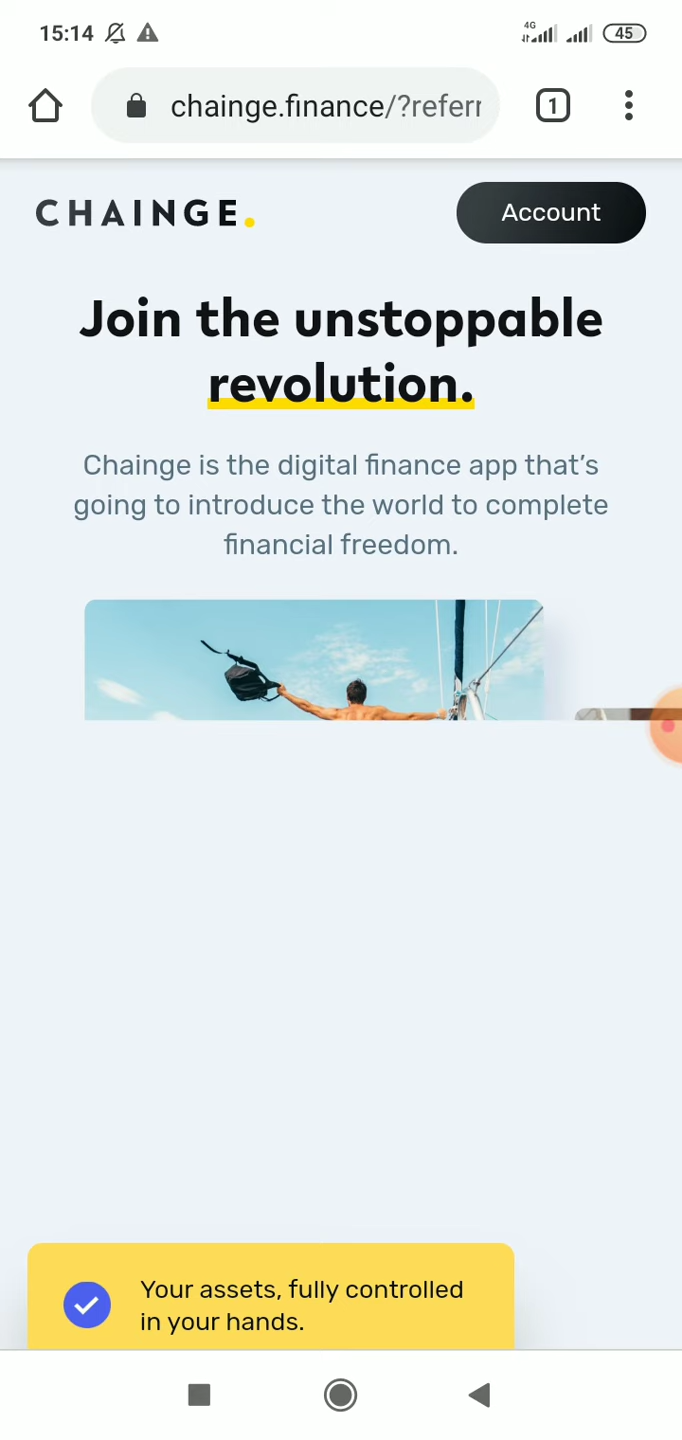 15:14
4G
45
chainge.finance/?referr
1
CHAINGE.
Account
Join the unstoppable
revolution.
Chainge is the digital finance app that's
going to introduce the world to complete
financial freedom.
Your assets, fully controlled
in your hands.